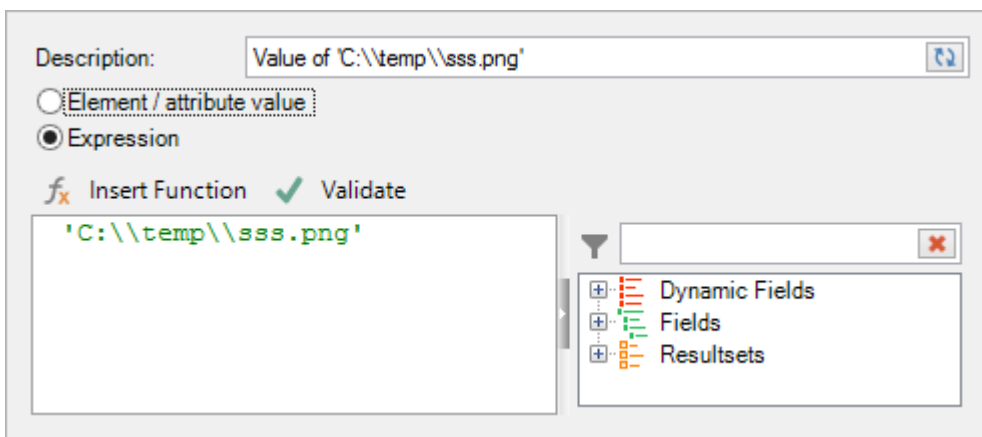 Description: Value of 'C:\\temp\\sss.png'
Element / attribute value
Expression
fx Insert Function Validate
'C:\\temp\\sss.png'
Dynamic Fields
Fields
Resultsets